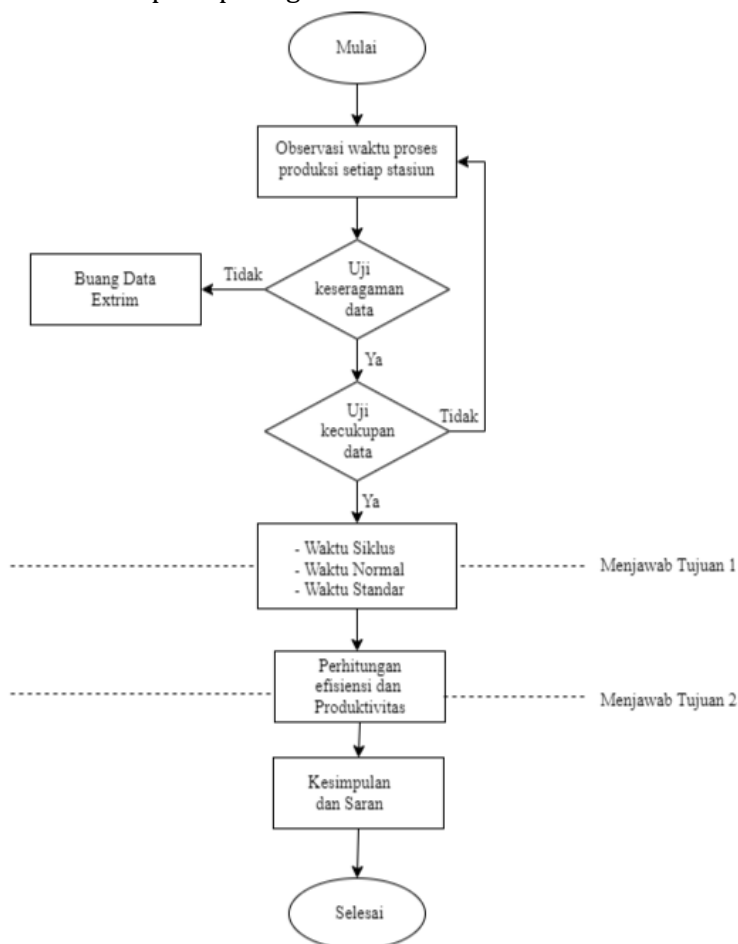 Mulai
Observasi waktu proses
produksi setiap stasiun
Uji
keseragaman
data
Tidak
Buang Data
Extrim
Ya
Uji
kecukupan
data
Tidak
Ya
- Waktu Siklus
- Waktu Normal
- Waktu Standar
Menjawab Tujuan 1
Perhitungan
efisiensi dan
Produktivitas
Menjawab Tujuan 2
Kesimpulan
dan Saran
Selesai